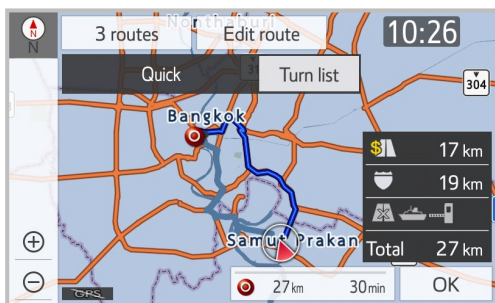 N
3 routes
Edit route
10:26
Quick
Turn list
304
Bangkok
$ 17 km
19 km
Samut Prakan
Total 27 km
27 km 30 min
OK
GPS